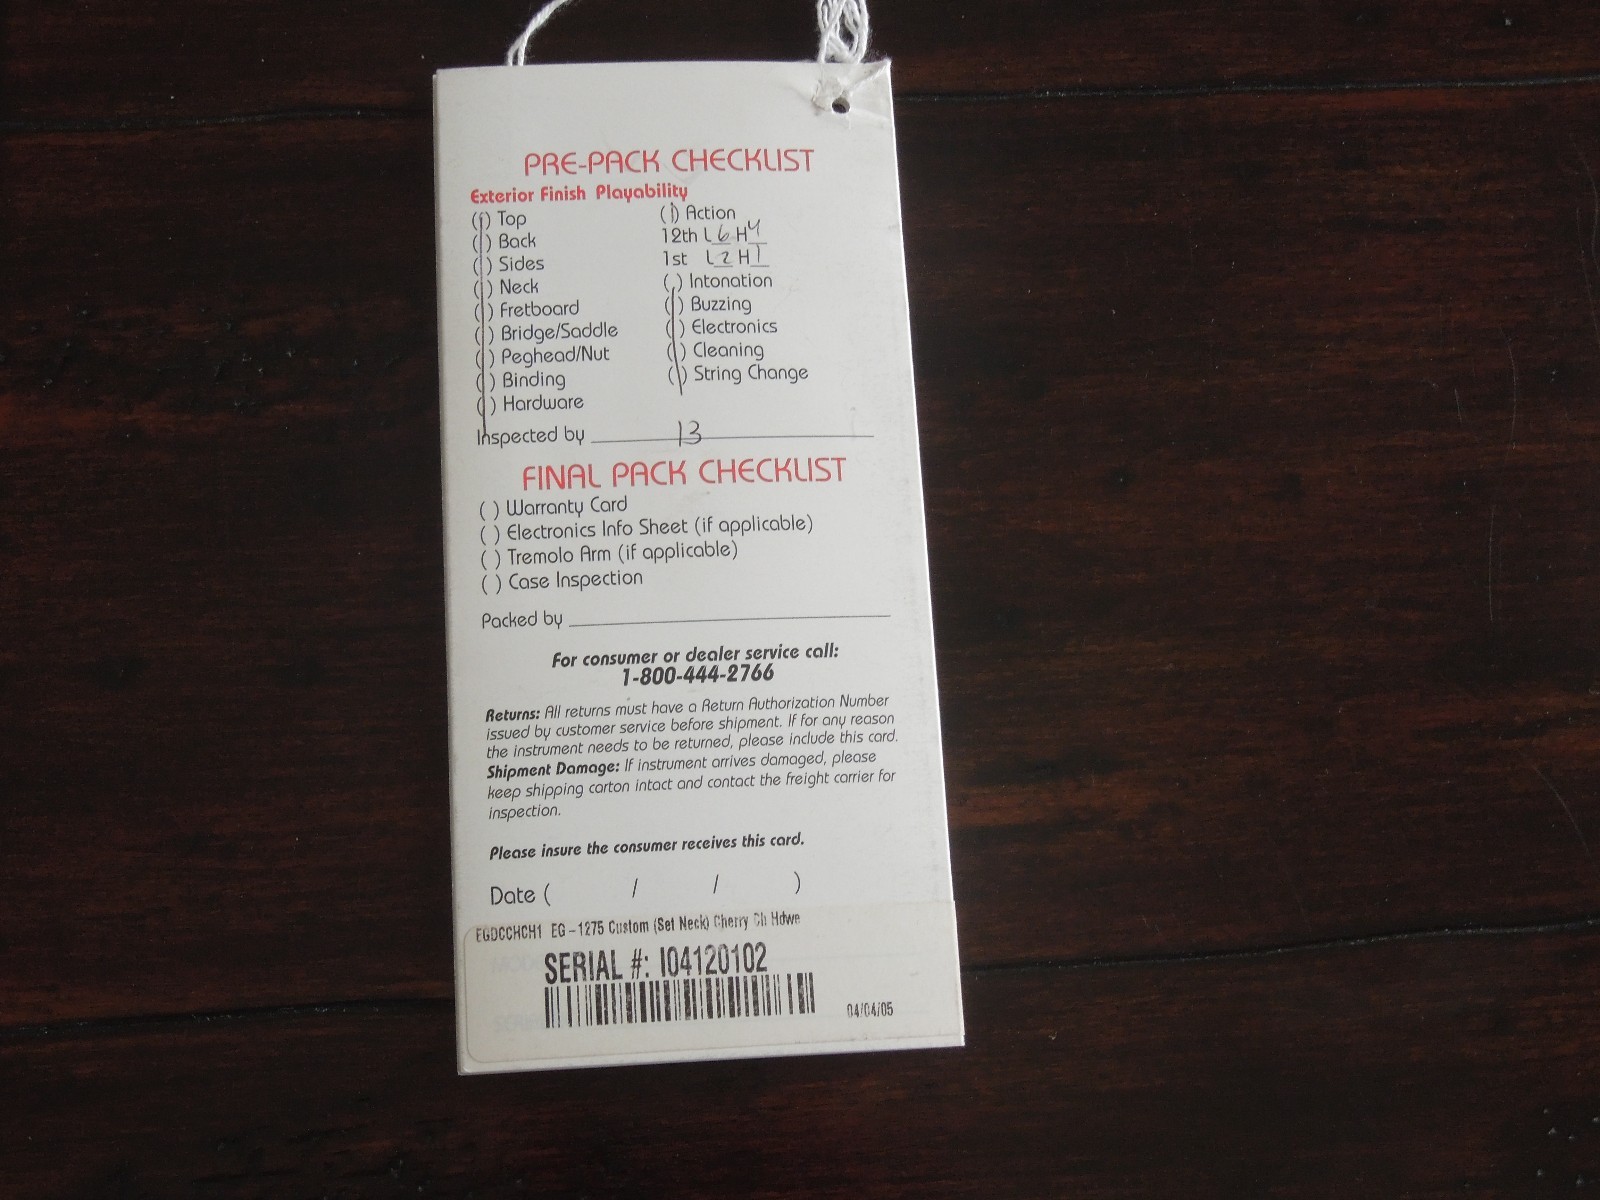 PRE-PACK CHECKLIST
Exterior Finish Playability
( ) Top
( ) Back
( ) Sides
( ) Neck
( ) Fretboard
( ) Bridge/Saddle
( ) Peghead/Nut
( ) Binding
( ) Hardware
( ) Action
12th L 6 H 4
1st L 2 H 1
( ) Intonation
( ) Buzzing
( ) Electronics
( ) Cleaning
( ) String Change
Inspected by 13
FINAL PACK CHECKLIST
( ) Warranty Card
( ) Electronics Info Sheet (if applicable)
( ) Tremolo Arm (if applicable)
( ) Case Inspection
Packed by
For consumer or dealer service call:
1-800-444-2766
Returns: All returns must have a Return Authorization Number
issued by customer service before shipment. If for any reason
the instrument needs to be returned, please include this card.
Shipment Damage: If instrument arrives damaged, please
keep shipping carton intact and contact the freight carrier for
inspection.
Please insure the consumer receives this card.
Date ( / / )
EGDCCHCH1 EG-1275 Custom (Set Neck) Cherry Ch Hdwe
SERIAL #: I04120102
04/04/05